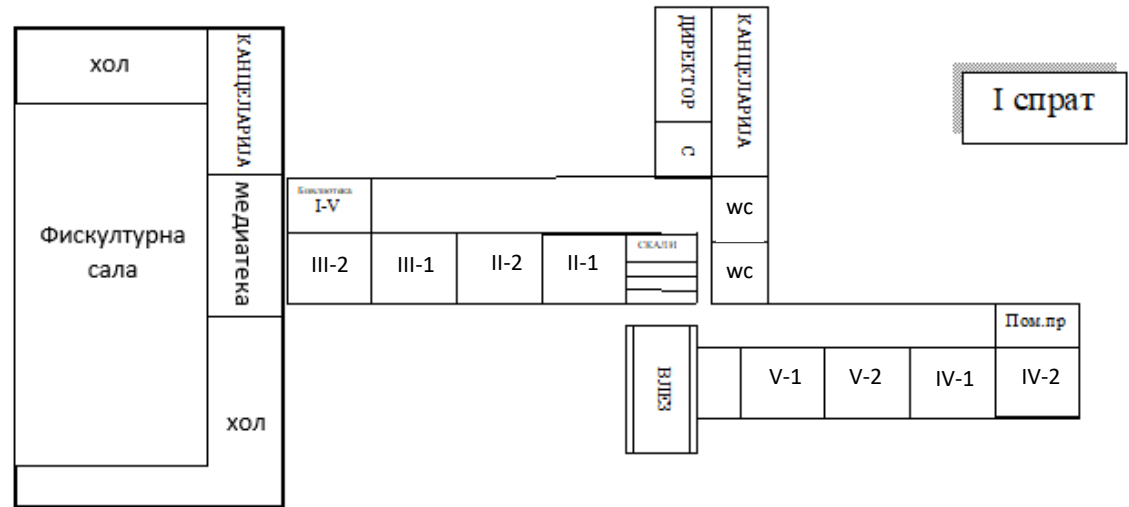 ДИРЕКТОР
КАНЦЕЛАРИЈА
С
I спрат
хол
КАНЦЕЛАРИЈА
Библиотека
I-V
wc
медиатека
Фискултурна
сала
III-2
III-1
II-2
II-1
СКАЛИ
wc
Пом.пр
ВЛЕЗ
V-1
V-2
IV-1
IV-2
хол